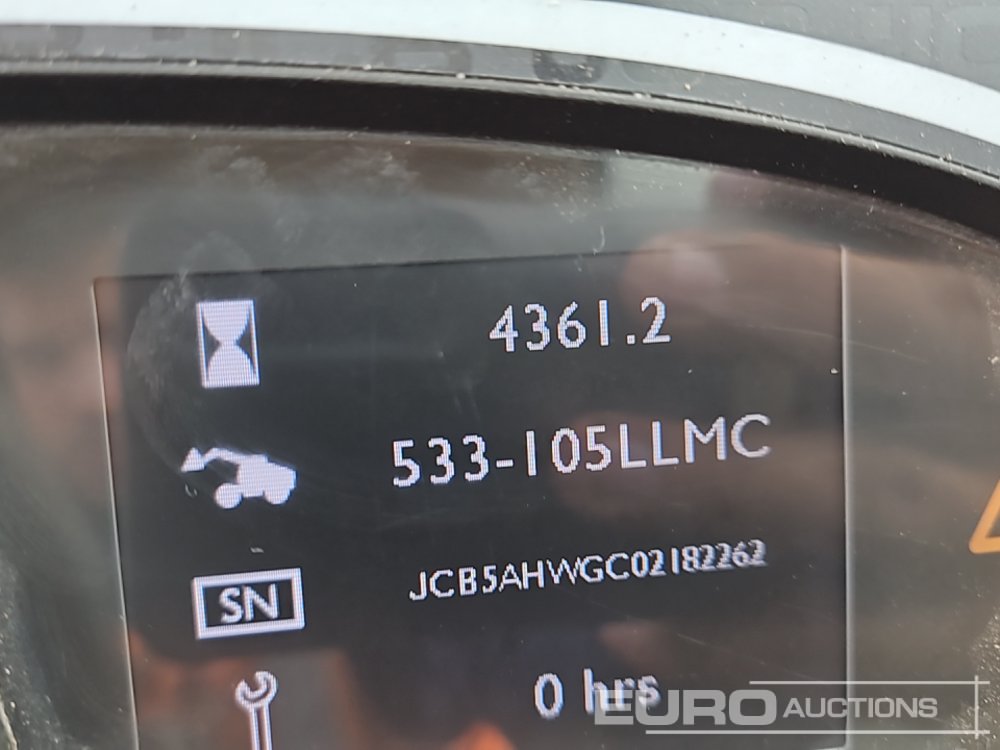 4361.2
533-105LLMC
SN JCB5AHWGC02182262
0 hrs
EURO AUCTIONS